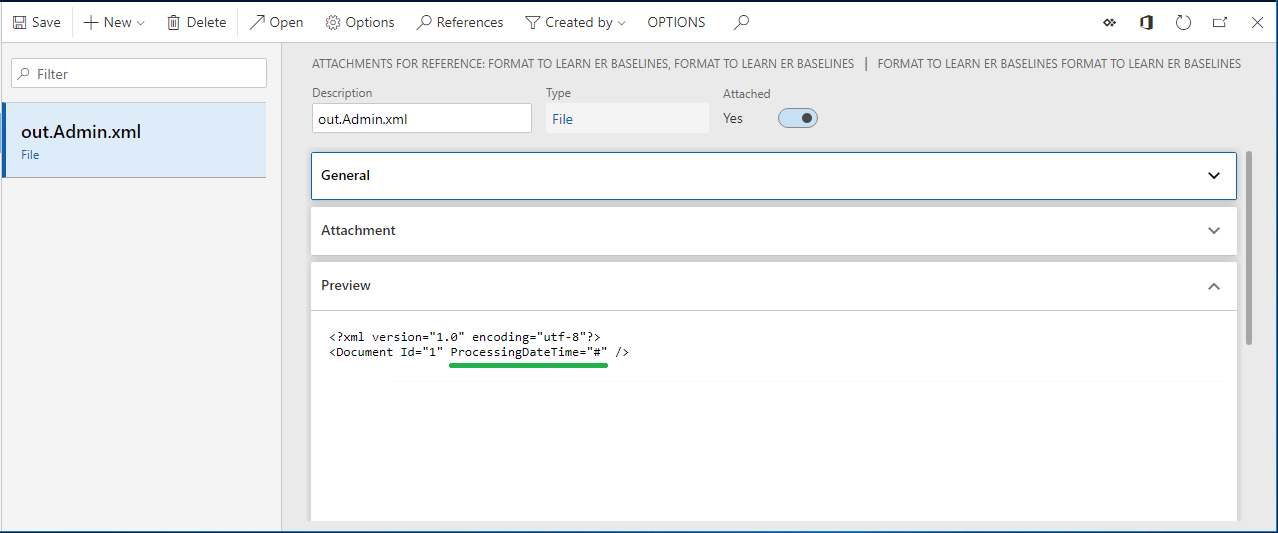 Save New Delete Open Options References Created by OPTIONS
Filter
out.Admin.xml
File
ATTACHMENTS FOR REFERENCE: FORMAT TO LEARN ER BASELINES, FORMAT TO LEARN ER BASELINES | FORMAT TO LEARN ER BASELINES FORMAT TO LEARN ER BASELINES
Description Type Attached
out.Admin.xml File Yes
General
Attachment
Preview
<?xml version="1.0" encoding="utf-8"?>
<Document Id="1" ProcessingDateTime="#" />